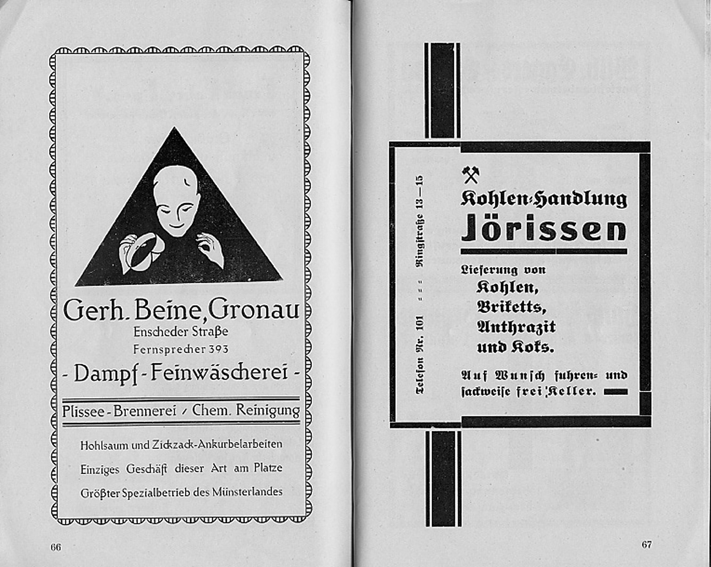 Gerh. Beine, Gronau
Enscheder Straße
Fernsprecher 393
- Dampf-Feinwäscherei -
Plissee-Brennerei / Chem. Reinigung
Hohlsaum und Zickzack-Ankurbelarbeiten
Einziges Geschäft dieser Art am Platze
Größter Spezialbetrieb des Münsterlandes
66
Telefon Nr. 101 : : : Ringstraße 13—15
Kohlen-Handlung
Jörissen
Lieferung von
Kohlen,
Briketts,
Anthrazit
und Koks.
Auf Wunsch fuhren- und
sackweise frei Keller.
67